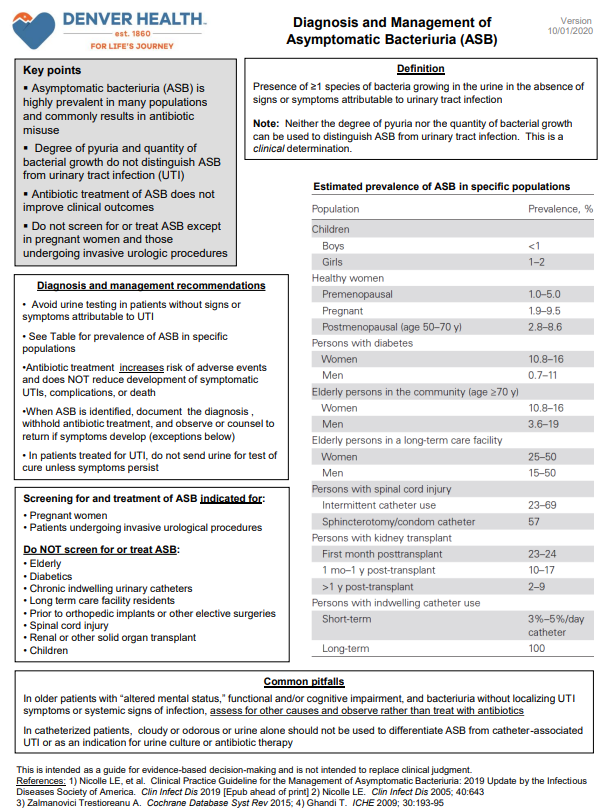 DENVER HEALTH™
est. 1860
FOR LIFE'S JOURNEY
Diagnosis and Management of
Asymptomatic Bacteriuria (ASB)
Version
10/01/2020
Key points
▪ Asymptomatic bacteriuria (ASB) is
highly prevalent in many populations
and commonly results in antibiotic
misuse
▪ Degree of pyuria and quantity of
bacterial growth do not distinguish ASB
from urinary tract infection (UTI)
▪ Antibiotic treatment of ASB does not
improve clinical outcomes
▪ Do not screen for or treat ASB except
in pregnant women and those
undergoing invasive urologic procedures
Definition
Presence of ≥1 species of bacteria growing in the urine in the absence of
signs or symptoms attributable to urinary tract infection
Note: Neither the degree of pyuria nor the quantity of bacterial growth
can be used to distinguish ASB from urinary tract infection. This is a
clinical determination.
Diagnosis and management recommendations
• Avoid urine testing in patients without signs or
symptoms attributable to UTI
• See Table for prevalence of ASB in specific
populations
•Antibiotic treatment increases risk of adverse events
and does NOT reduce development of symptomatic
UTIs, complications, or death
•When ASB is identified, document the diagnosis ,
withhold antibiotic treatment, and observe or counsel to
return if symptoms develop (exceptions below)
• In patients treated for UTI, do not send urine for test of
cure unless symptoms persist
Screening for and treatment of ASB indicated for:
• Pregnant women
• Patients undergoing invasive urological procedures
Do NOT screen for or treat ASB:
• Elderly
• Diabetics
• Chronic indwelling urinary catheters
• Long term care facility residents
• Prior to orthopedic implants or other elective surgeries
• Spinal cord injury
• Renal or other solid organ transplant
• Children
Estimated prevalence of ASB in specific populations
Population Prevalence, %
Children
Boys <1
Girls 1–2
Healthy women
Premenopausal 1.0–5.0
Pregnant 1.9–9.5
Postmenopausal (age 50–70 y) 2.8–8.6
Persons with diabetes
Women 10.8–16
Men 0.7–11
Elderly persons in the community (age ≥70 y)
Women 10.8–16
Men 3.6–19
Elderly persons in a long-term care facility
Women 25–50
Men 15–50
Persons with spinal cord injury
Intermittent catheter use 23–69
Sphincterotomy/condom catheter 57
Persons with kidney transplant
First month posttransplant 23–24
1 mo–1 y post-transplant 10–17
>1 y post-transplant 2–9
Persons with indwelling catheter use
Short-term 3%–5%/day
catheter
Long-term 100
Common pitfalls
In older patients with “altered mental status,” functional and/or cognitive impairment, and bacteriuria without localizing UTI
symptoms or systemic signs of infection, assess for other causes and observe rather than treat with antibiotics
In catheterized patients, cloudy or odorous or urine alone should not be used to differentiate ASB from catheter-associated
UTI or as an indication for urine culture or antibiotic therapy
This is intended as a guide for evidence-based decision-making and is not intended to replace clinical judgment.
References: 1) Nicolle LE, et al. Clinical Practice Guideline for the Management of Asymptomatic Bacteriuria: 2019 Update by the Infectious
Diseases Society of America. Clin Infect Dis 2019 [Epub ahead of print] 2) Nicolle LE. Clin Infect Dis 2005; 40:643
3) Zalmanovici Trestioreanu A. Cochrane Database Syst Rev 2015; 4) Ghandi T. ICHE 2009; 30:193-95